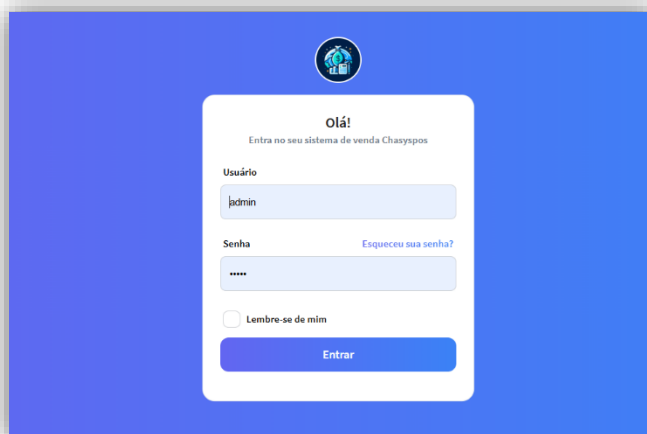 Olá!
Entra no seu sistema de venda Chasyspos
Usuário
admin
Senha Esqueceu sua senha?
•••••
Lembre-se de mim
Entrar